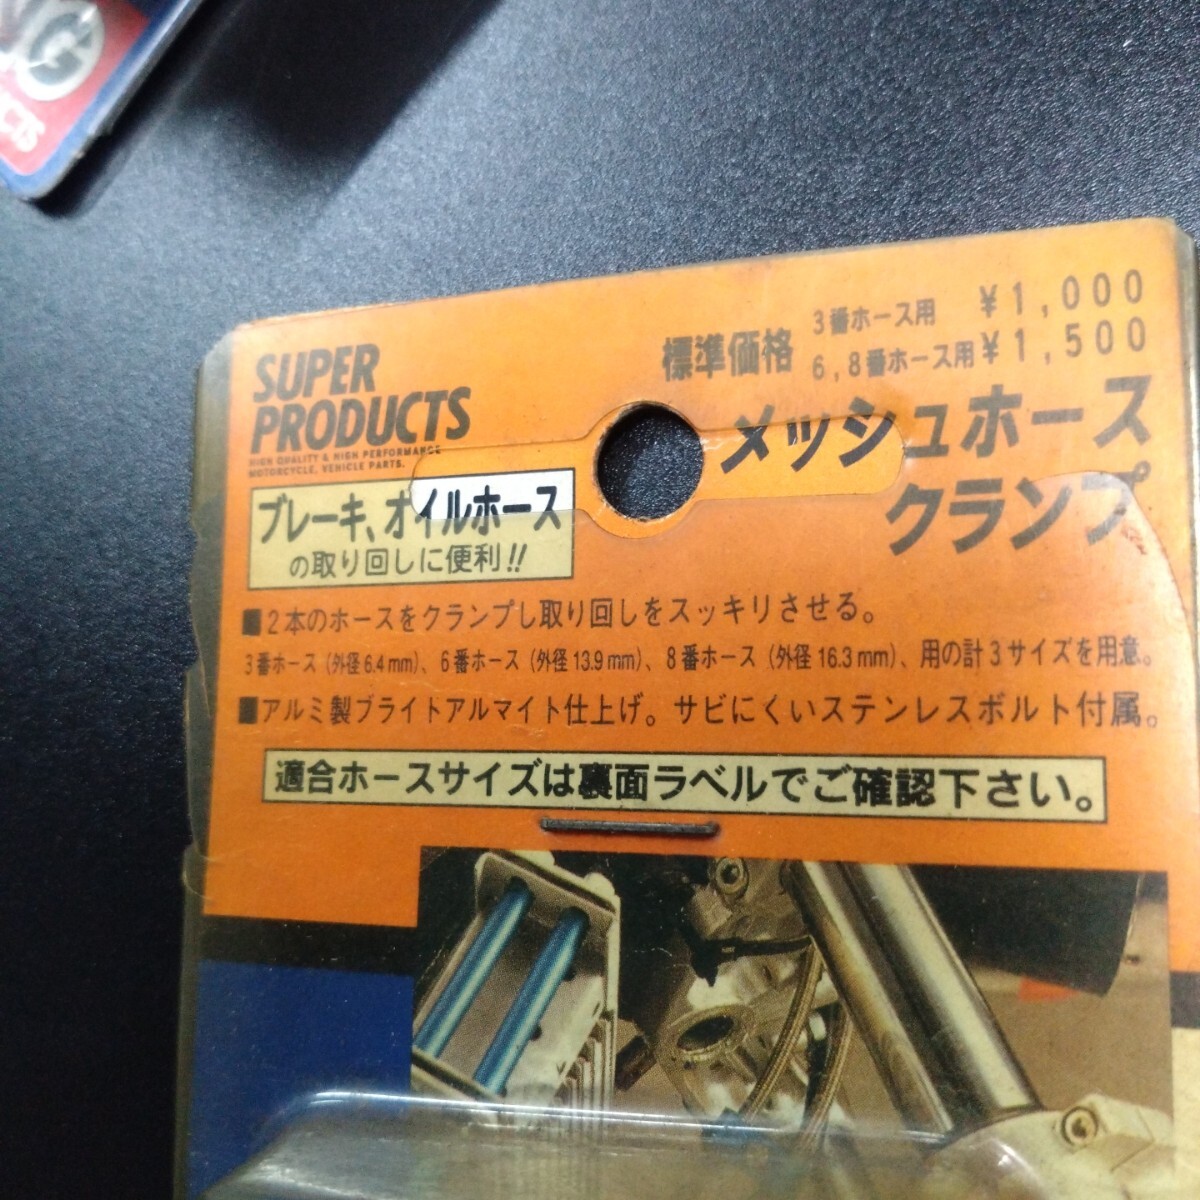 CTS
SUPER
PRODUCTS
HIGH QUALITY & HIGH PERFORMANCE
MOTORCYCLE, VEHICLE PARTS.
標準価格
3番ホース用 ¥1,000
6,8番ホース用 ¥1,500
メッシュホース
クランプ
ブレーキ、オイルホース
の取り回しに便利!!
■2本のホースをクランプし取り回しをスッキリさせる。
3番ホース(外径6.4mm)、6番ホース(外径13.9mm)、8番ホース(外径16.3mm)、用の計3サイズを用意。
■アルミ製ブライトアルマイト仕上げ。サビにくいステンレスボルト付属。
適合ホースサイズは裏面ラベルでご確認下さい。